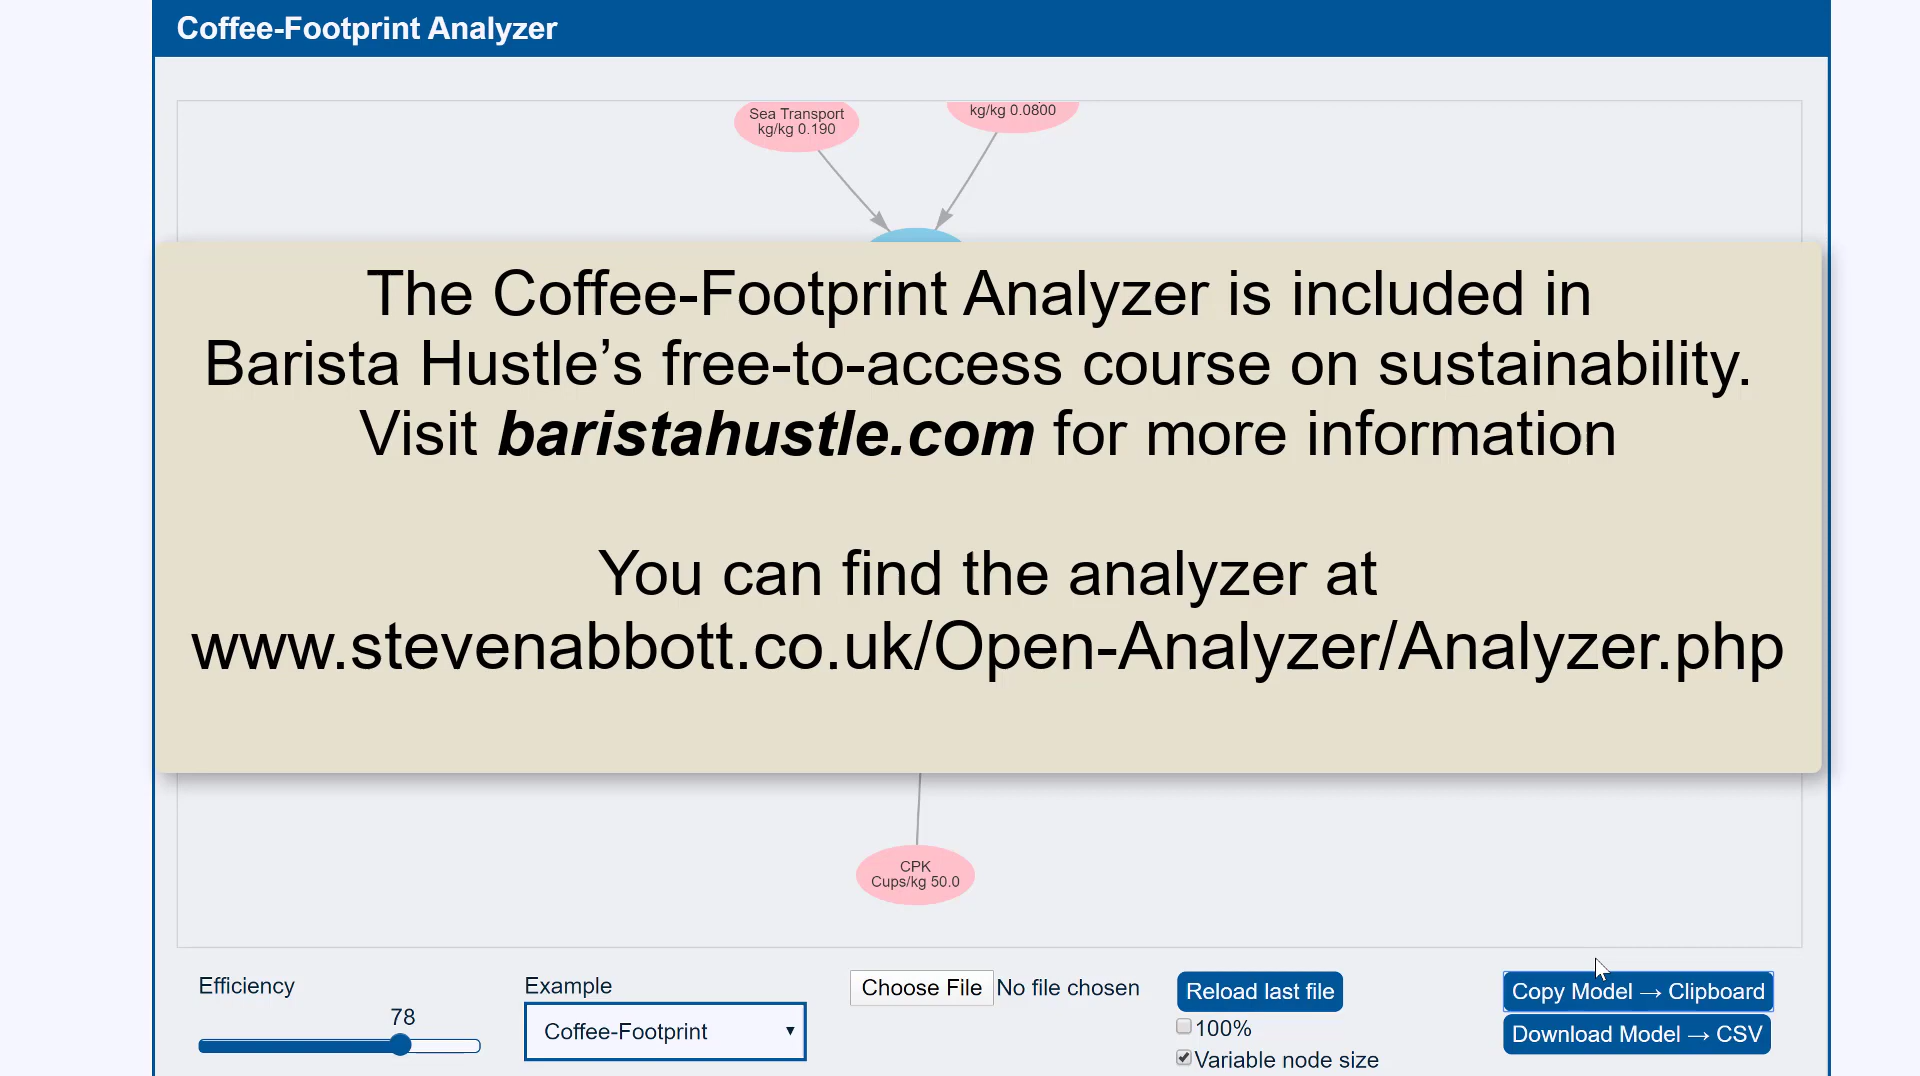 Coffee-Footprint Analyzer
Sea Transport
kg/kg 0.190
kg/kg 0.0800
The Coffee-Footprint Analyzer is included in
Barista Hustle’s free-to-access course on sustainability.
Visit baristahustle.com for more information
You can find the analyzer at
www.stevenabbott.co.uk/Open-Analyzer/Analyzer.php
CPK
Cups/kg 50.0
Efficiency
78
Example
Coffee-Footprint
Choose File No file chosen
Reload last file
100%
Variable node size
Copy Model → Clipboard
Download Model → CSV